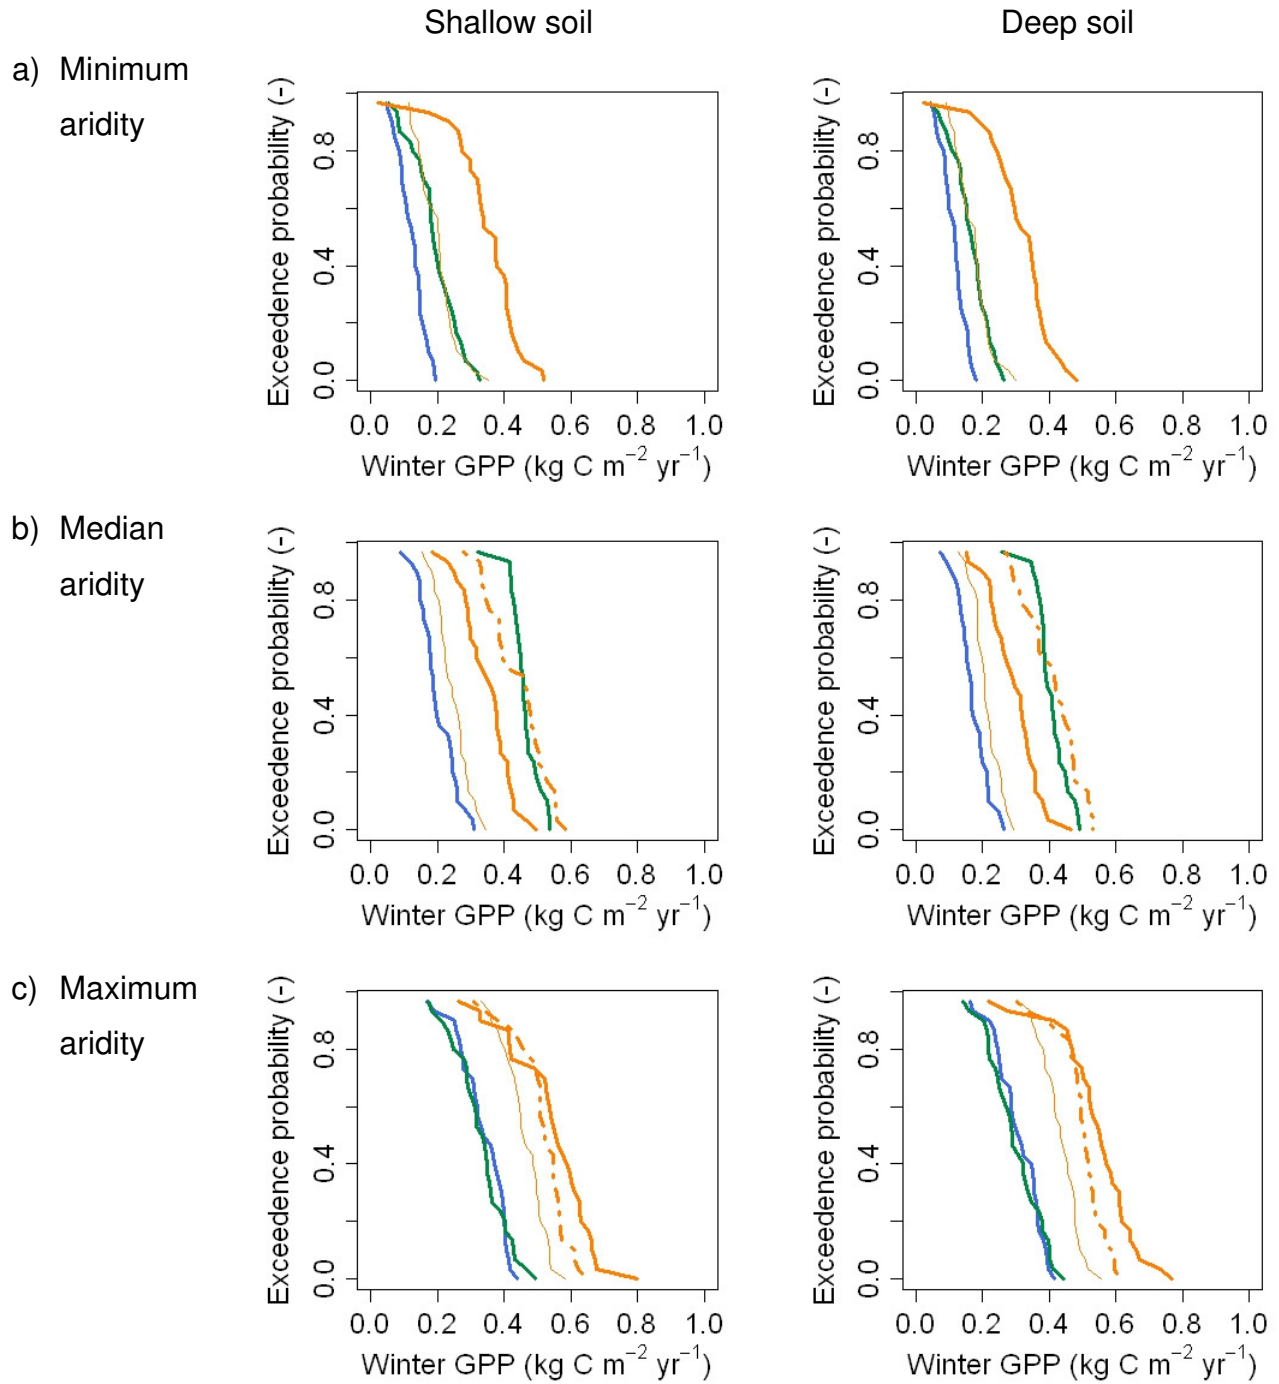 Shallow soil Deep soil
a) Minimum
aridity
Exceedence probability (-)
0.8
0.4
0.0
0.0 0.2 0.4 0.6 0.8 1.0
Winter GPP (kg C m⁻² yr⁻¹)
Exceedence probability (-)
0.8
0.4
0.0
0.0 0.2 0.4 0.6 0.8 1.0
Winter GPP (kg C m⁻² yr⁻¹)
b) Median
aridity
Exceedence probability (-)
0.8
0.4
0.0
0.0 0.2 0.4 0.6 0.8 1.0
Winter GPP (kg C m⁻² yr⁻¹)
Exceedence probability (-)
0.8
0.4
0.0
0.0 0.2 0.4 0.6 0.8 1.0
Winter GPP (kg C m⁻² yr⁻¹)
c) Maximum
aridity
Exceedence probability (-)
0.8
0.4
0.0
0.0 0.2 0.4 0.6 0.8 1.0
Winter GPP (kg C m⁻² yr⁻¹)
Exceedence probability (-)
0.8
0.4
0.0
0.0 0.2 0.4 0.6 0.8 1.0
Winter GPP (kg C m⁻² yr⁻¹)